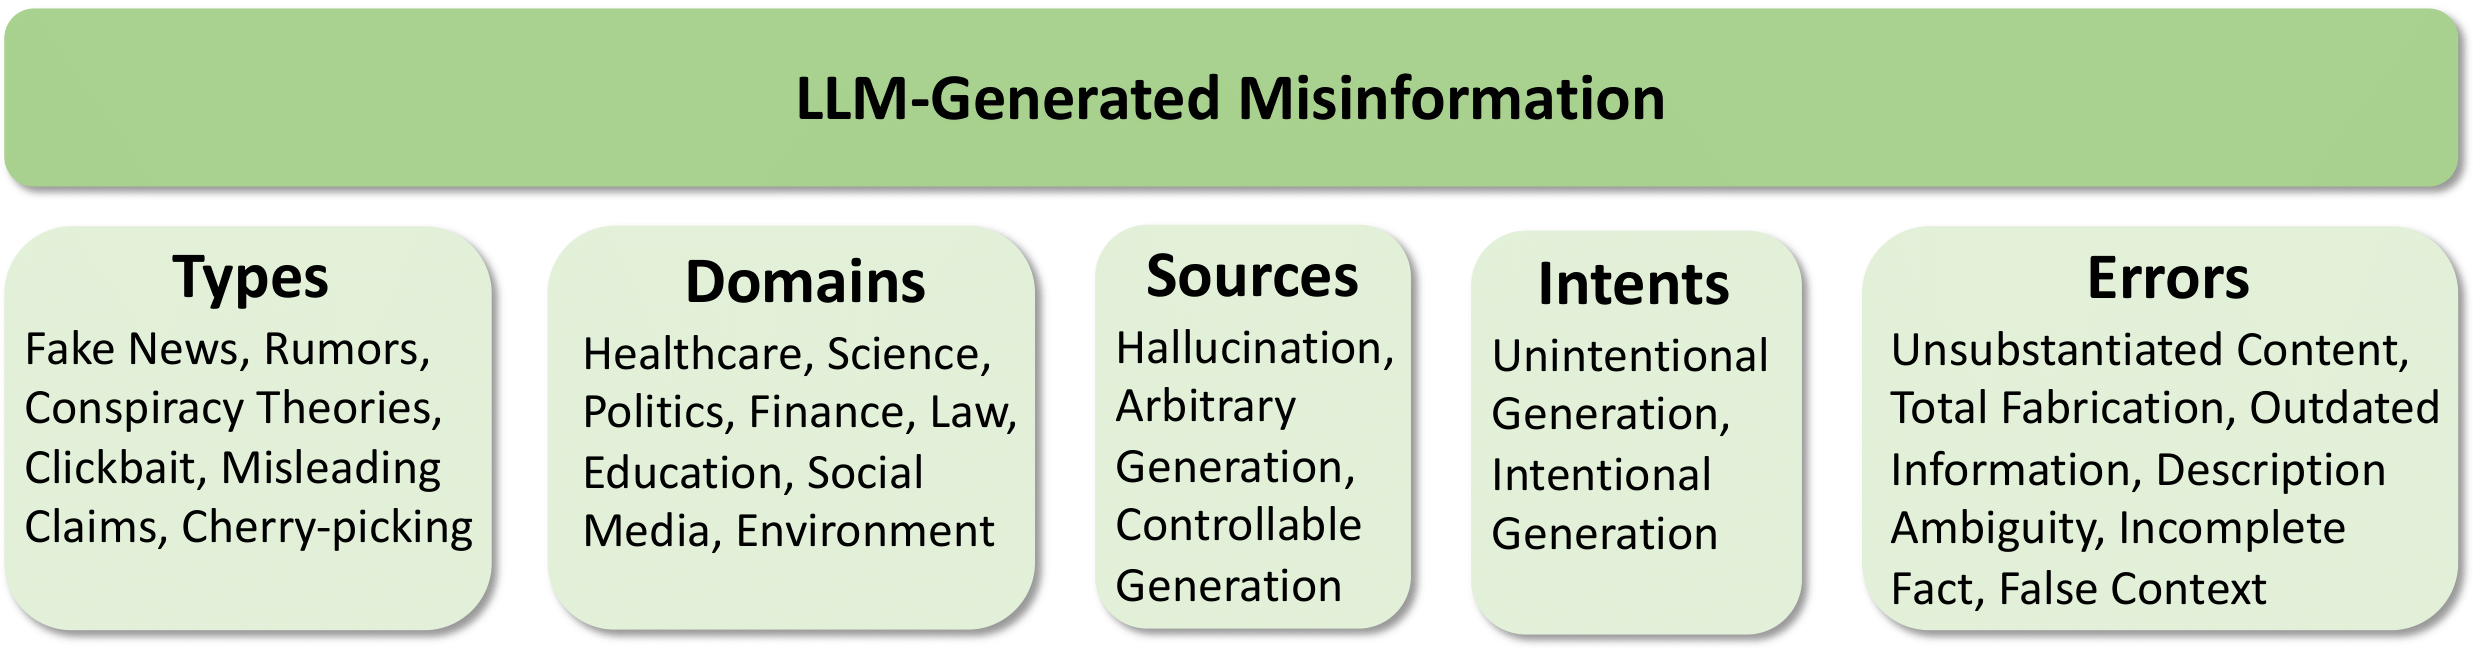 LLM-Generated Misinformation
Types
Fake News, Rumors,
Conspiracy Theories,
Clickbait, Misleading
Claims, Cherry-picking
Domains
Healthcare, Science,
Politics, Finance, Law,
Education, Social
Media, Environment
Sources
Hallucination,
Arbitrary
Generation,
Controllable
Generation
Intents
Unintentional
Generation,
Intentional
Generation
Errors
Unsubstantiated Content,
Total Fabrication, Outdated
Information, Description
Ambiguity, Incomplete
Fact, False Context